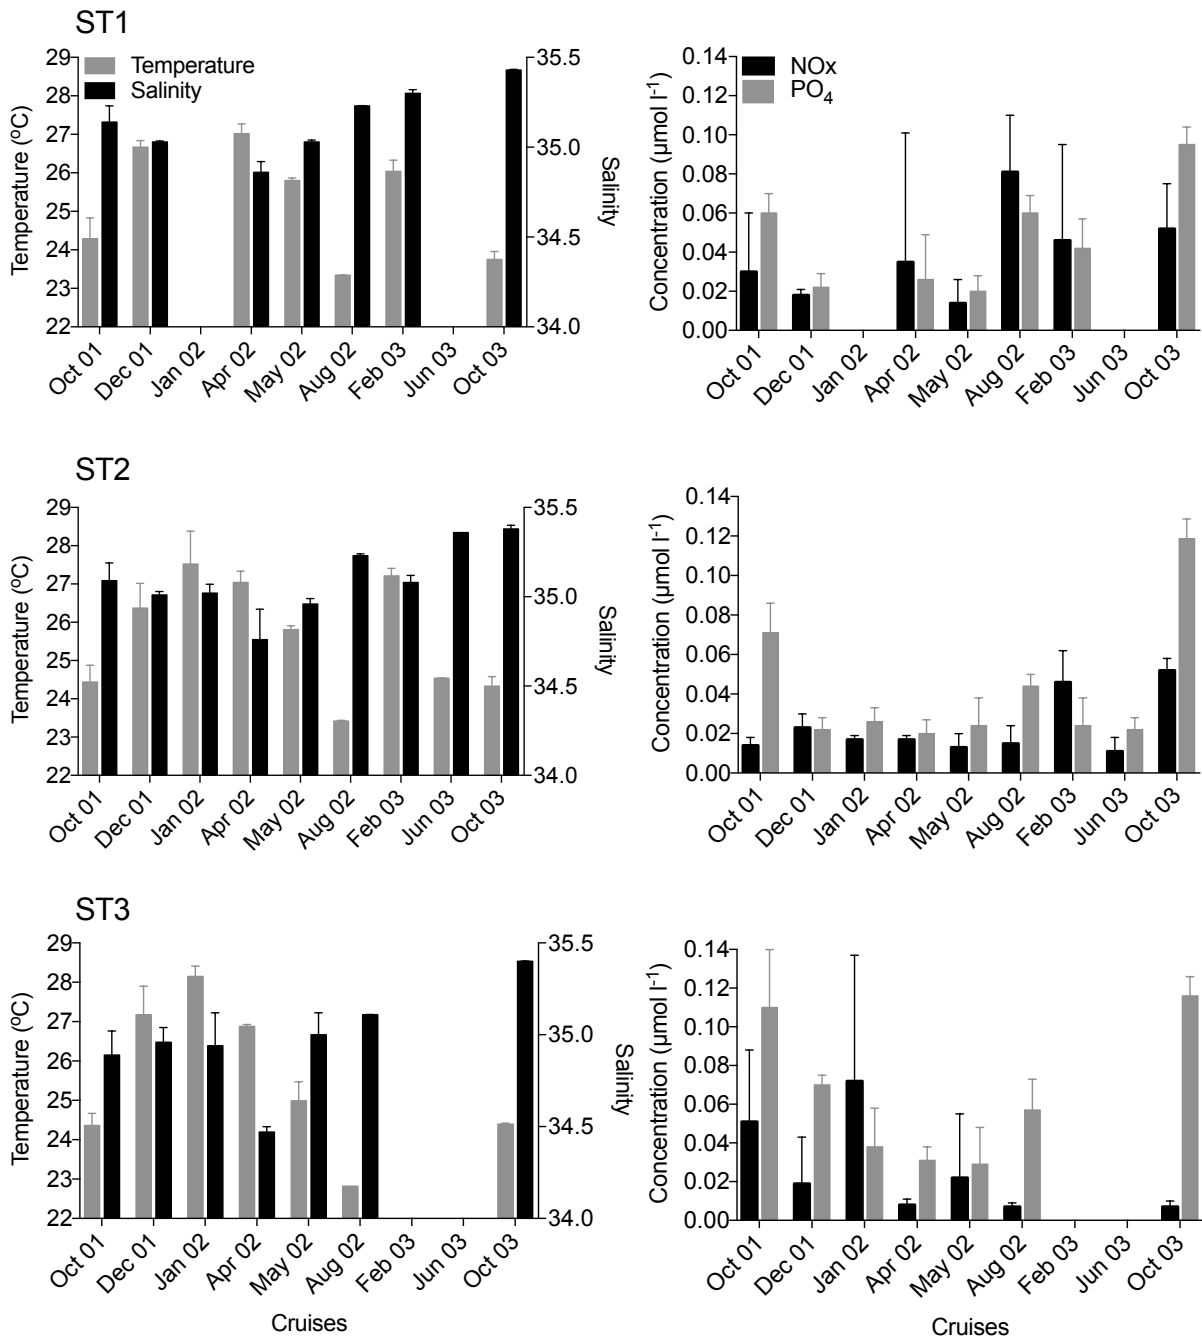 ST1
29
28
27
26
25
24
23
22
Temperature (ºC)
Temperature
Salinity
35.5
35.0
34.5
34.0
Salinity
Oct 01
Dec 01
Jan 02
Apr 02
May 02
Aug 02
Feb 03
Jun 03
Oct 03
0.14
0.12
0.10
0.08
0.06
0.04
0.02
0.00
Concentration (µmol l-1)
NOx
PO4
Oct 01
Dec 01
Jan 02
Apr 02
May 02
Aug 02
Feb 03
Jun 03
Oct 03
ST2
29
28
27
26
25
24
23
22
Temperature (ºC)
35.5
35.0
34.5
34.0
Salinity
Oct 01
Dec 01
Jan 02
Apr 02
May 02
Aug 02
Feb 03
Jun 03
Oct 03
0.14
0.12
0.10
0.08
0.06
0.04
0.02
0.00
Concentration (µmol l-1)
Oct 01
Dec 01
Jan 02
Apr 02
May 02
Aug 02
Feb 03
Jun 03
Oct 03
ST3
29
28
27
26
25
24
23
22
Temperature (ºC)
35.5
35.0
34.5
34.0
Salinity
Oct 01
Dec 01
Jan 02
Apr 02
May 02
Aug 02
Feb 03
Jun 03
Oct 03
Cruises
0.14
0.12
0.10
0.08
0.06
0.04
0.02
0.00
Concentration (µmol l-1)
Oct 01
Dec 01
Jan 02
Apr 02
May 02
Aug 02
Feb 03
Jun 03
Oct 03
Cruises